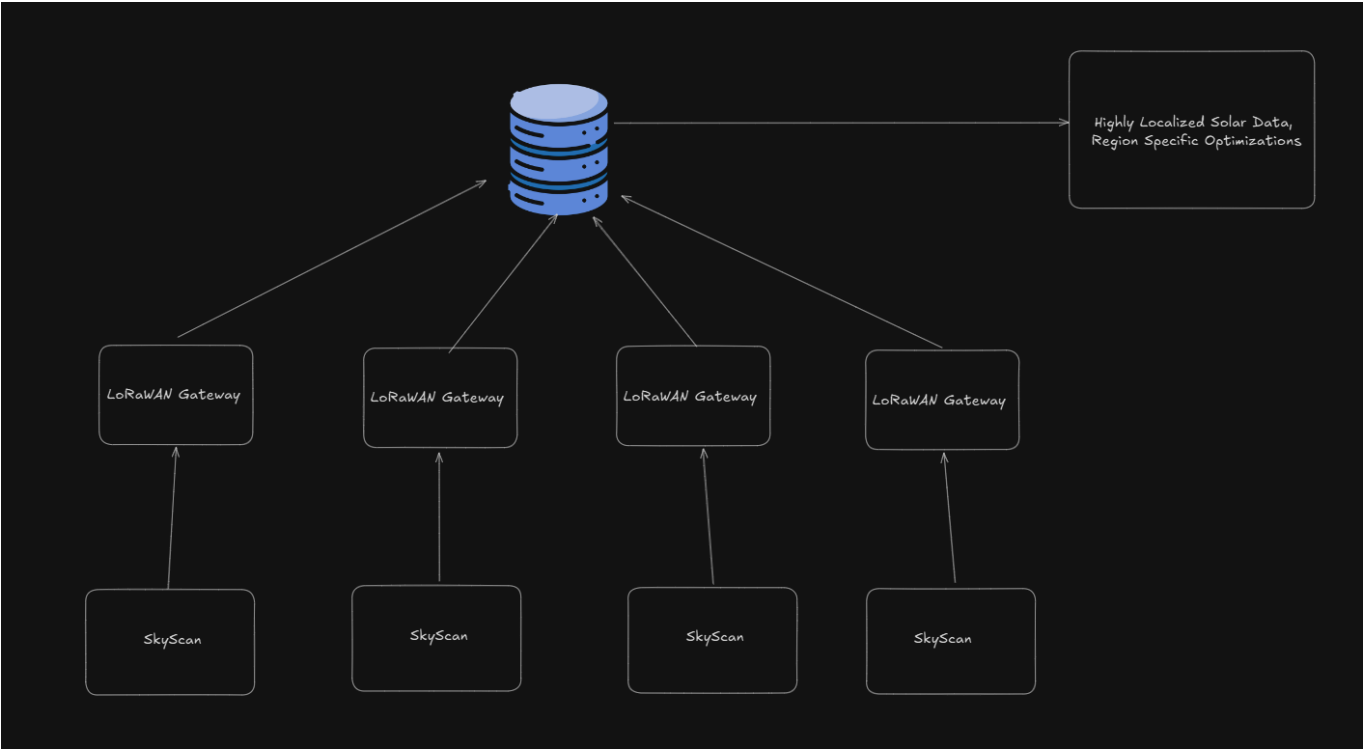 Highly Localized Solar Data,
Region Specific Optimizations
LoRaWAN Gateway
LoRaWAN Gateway
LoRaWAN Gateway
LoRaWAN Gateway
SkyScan
SkyScan
SkyScan
SkyScan